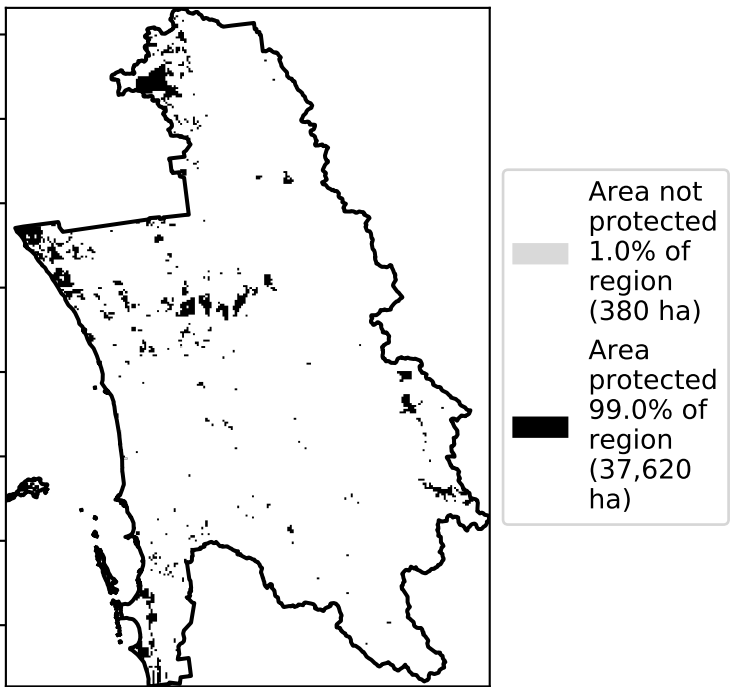 Area not
protected
1.0% of
region
(380 ha)
Area
protected
99.0% of
region
(37,620
ha)